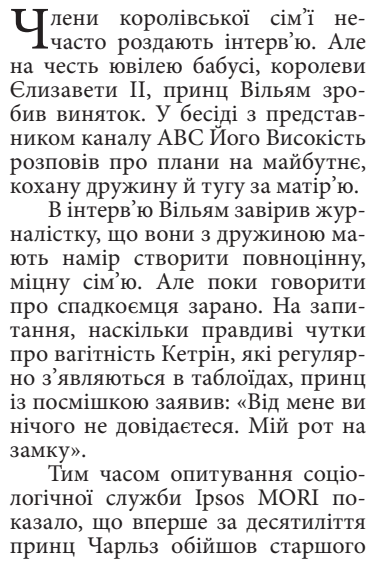 Члени королівської сім’ї не-
часто роздають інтерв’ю. Але
на честь ювілею бабусі, королеви
Єлизавети ІІ, принц Вільям зро-
бив виняток. У бесіді з представ-
ником каналу АВС Його Високість
розповів про плани на майбутнє,
кохану дружину й тугу за матір’ю.
В інтерв’ю Вільям завірив жур-
налістку, що вони з дружиною ма-
ють намір створити повноцінну,
міцну сім’ю. Але поки говорити
про спадкоємця зарано. На запи-
тання, наскільки правдиві чутки
про вагітність Кетрін, які регуляр-
но з’являються в таблоїдах, принц
із посмішкою заявив: «Від мене ви
нічого не довідаєтеся. Мій рот на
замку».
Тим часом опитування соціо-
логічної служби Ipsos MORI по-
казало, що вперше за десятиліття
принц Чарльз обійшов старшого